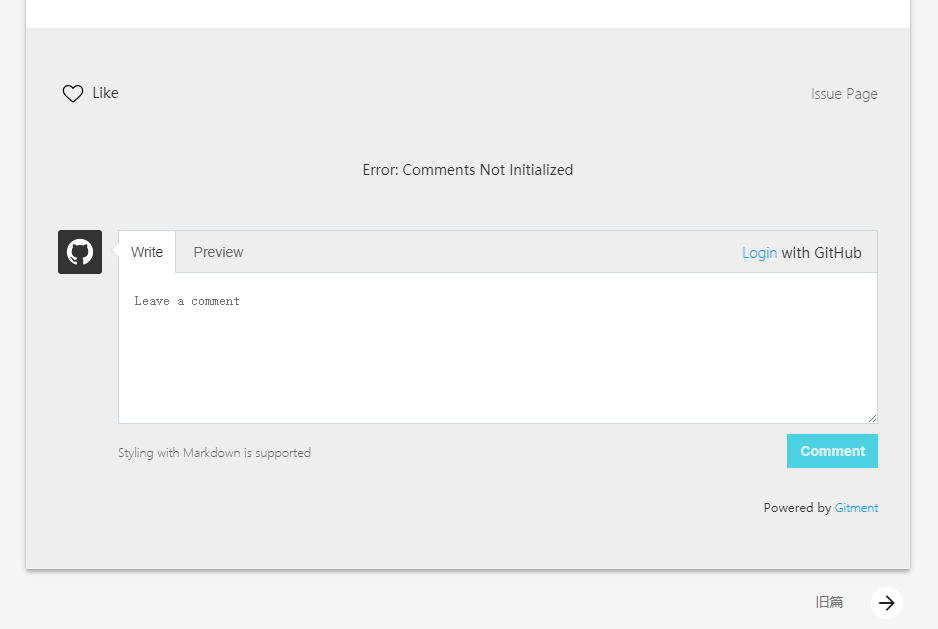 Like
Issue Page
Error: Comments Not Initialized
Write
Preview
Login with GitHub
Leave a comment
Styling with Markdown is supported
Comment
Powered by Gitment
旧篇